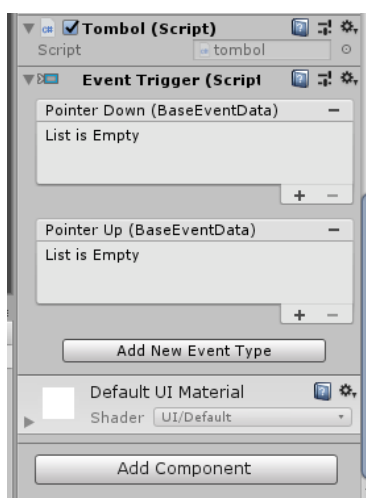 Tombol (Script)
Script tombol
Event Trigger (Script
Pointer Down (BaseEventData)
List is Empty
Pointer Up (BaseEventData)
List is Empty
Add New Event Type
Default UI Material
Shader UI/Default
Add Component